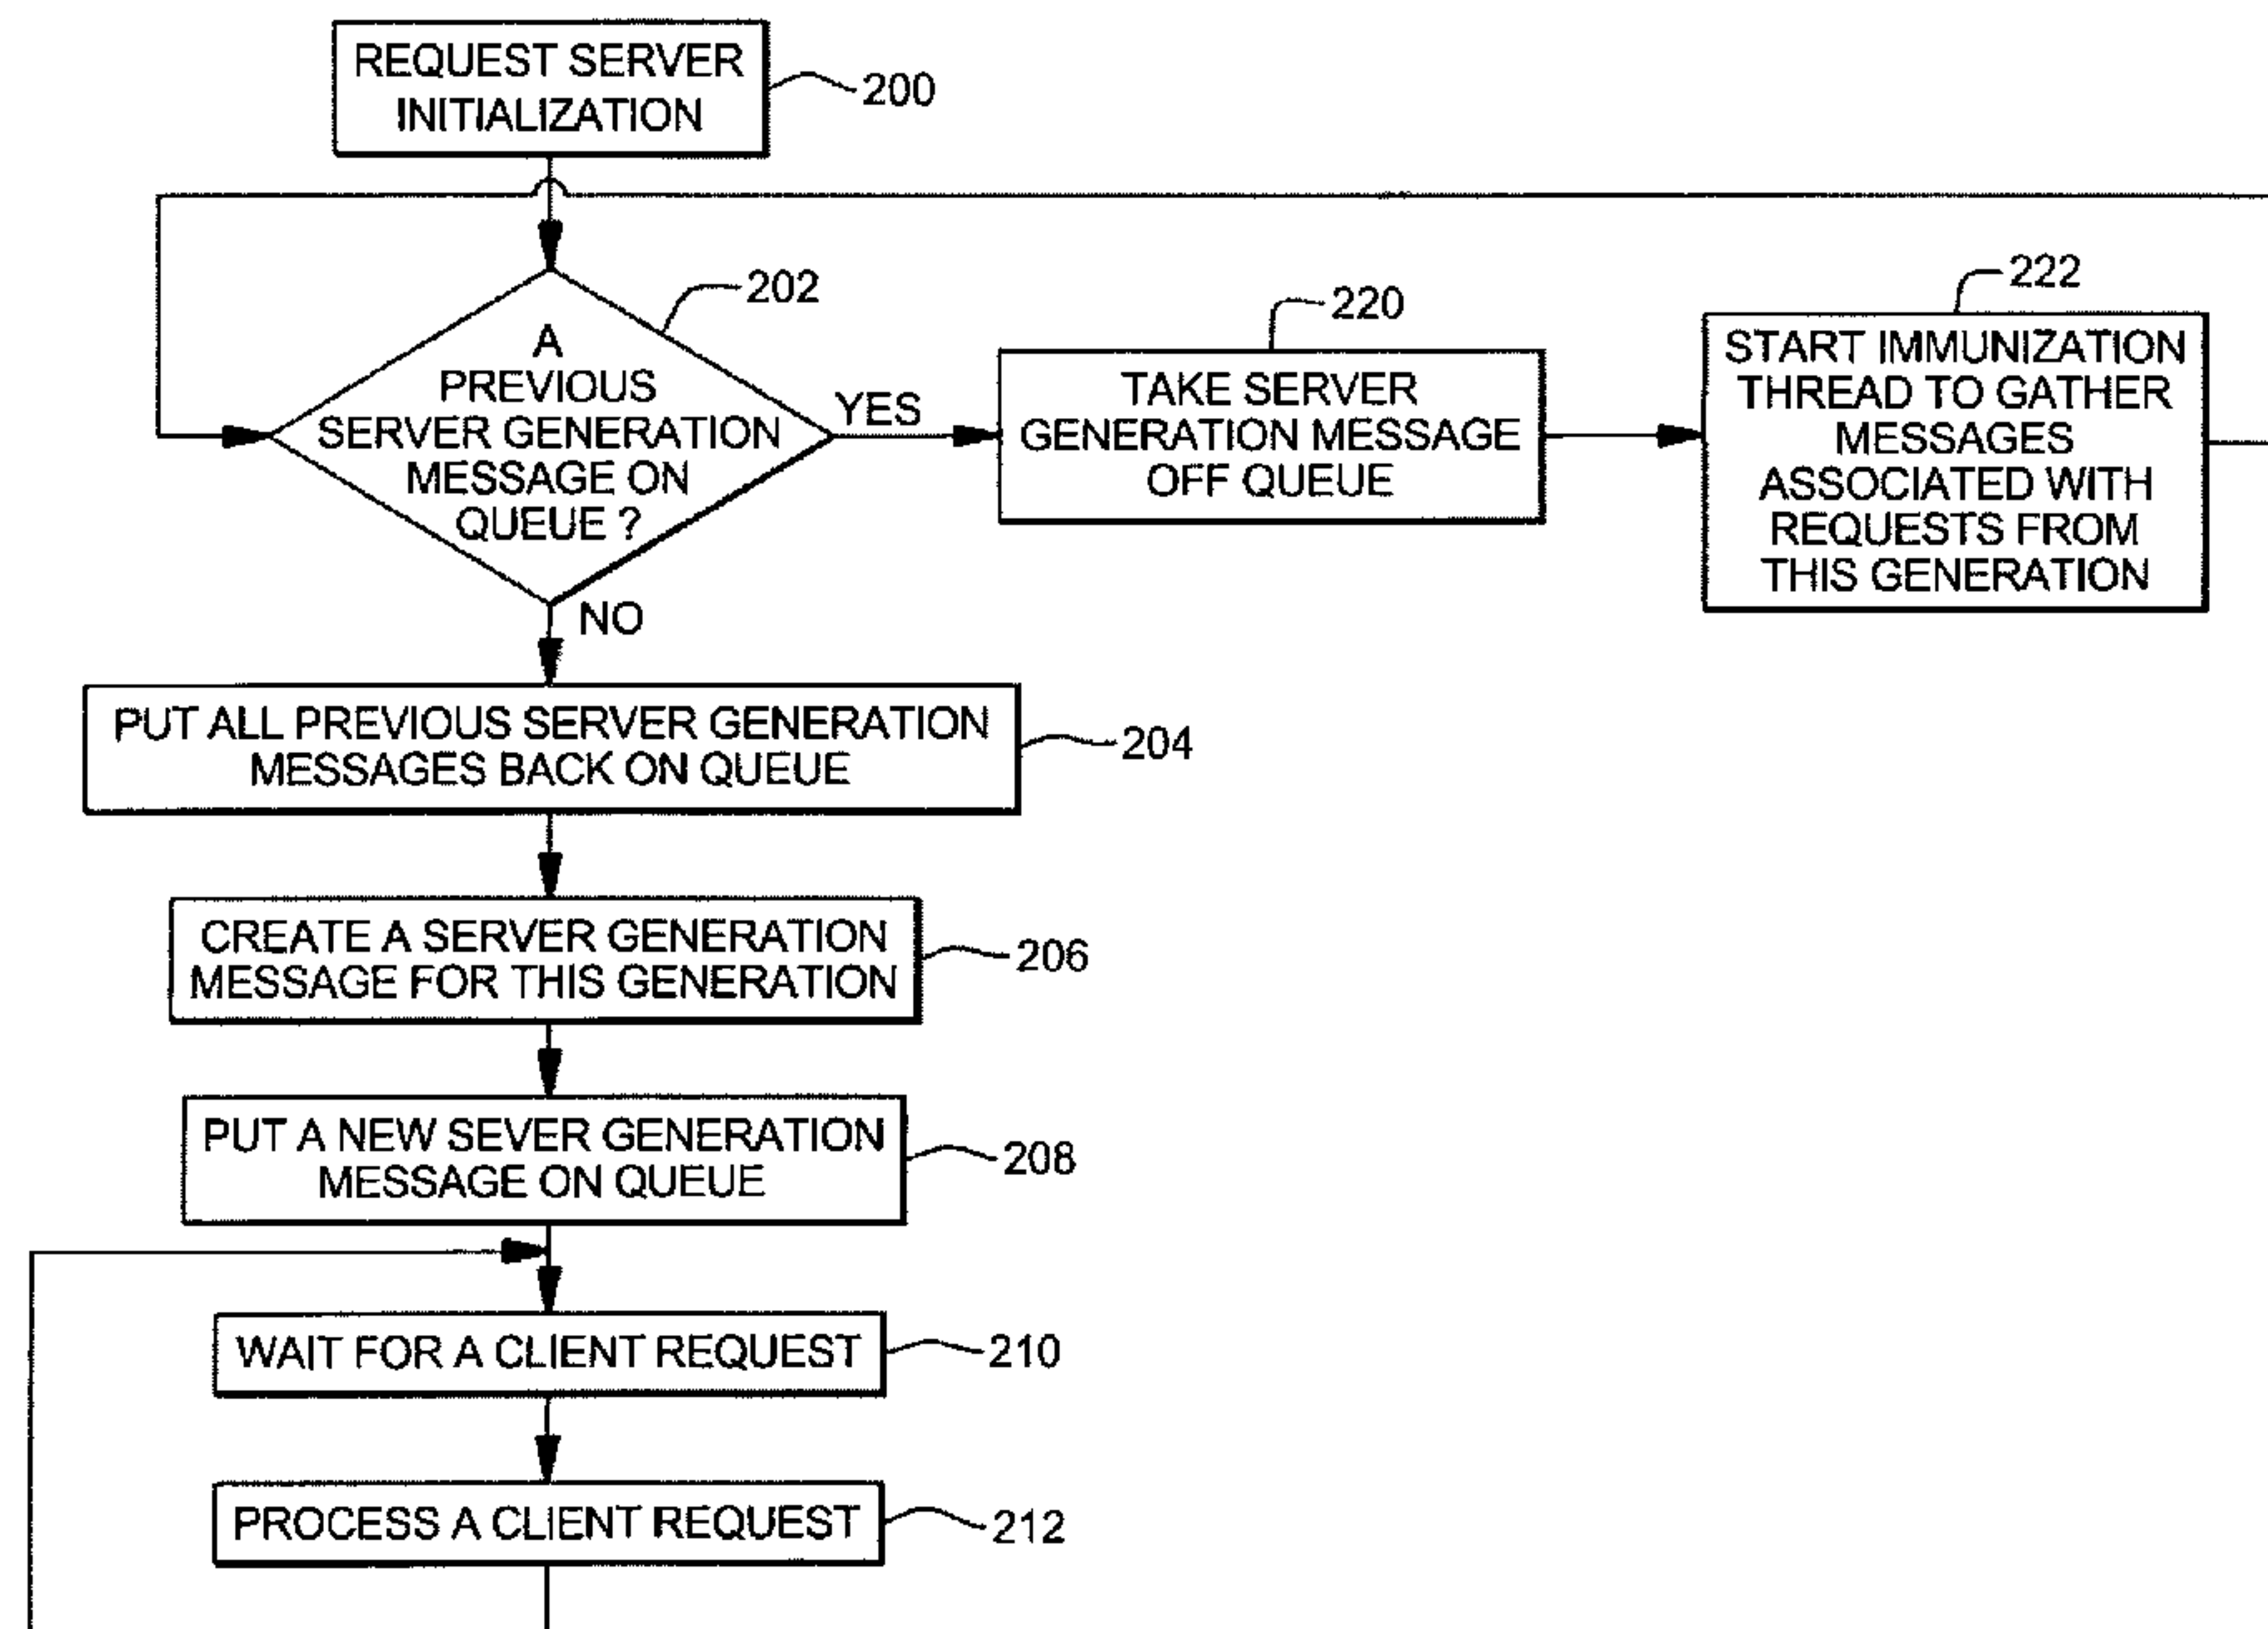 REQUEST SERVER
INITIALIZATION
200
A
PREVIOUS
SERVER GENERATION
MESSAGE ON
QUEUE ?
202
YES
NO
TAKE SERVER
GENERATION MESSAGE
OFF QUEUE
220
START IMMUNIZATION
THREAD TO GATHER
MESSAGES
ASSOCIATED WITH
REQUESTS FROM
THIS GENERATION
222
PUT ALL PREVIOUS SERVER GENERATION
MESSAGES BACK ON QUEUE
204
CREATE A SERVER GENERATION
MESSAGE FOR THIS GENERATION
206
PUT A NEW SEVER GENERATION
MESSAGE ON QUEUE
208
WAIT FOR A CLIENT REQUEST
210
PROCESS A CLIENT REQUEST
212